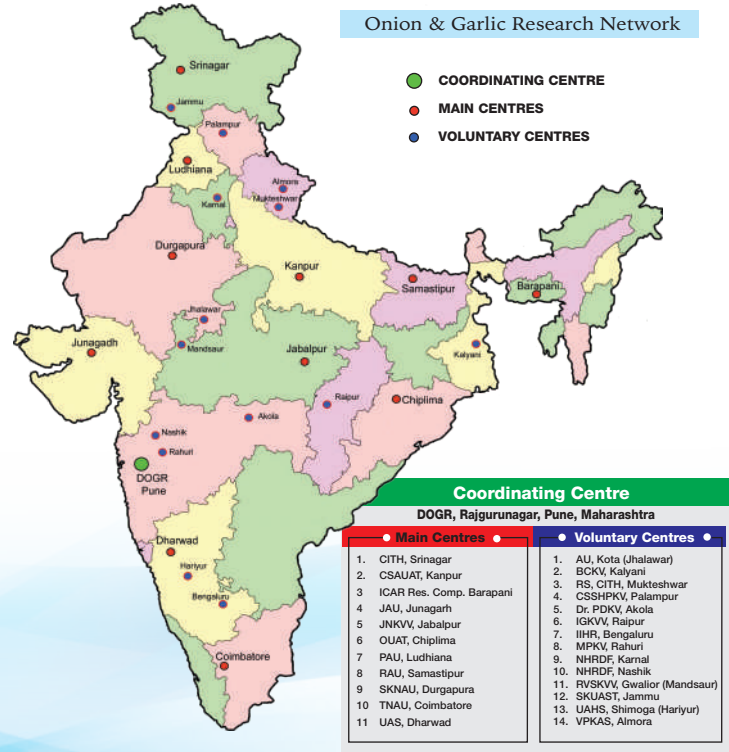 Onion & Garlic Research Network
COORDINATING CENTRE
MAIN CENTRES
VOLUNTARY CENTRES
Srinagar
Jammu
Palampur
Ludhiana
Almora
Mukteshwar
Karnal
Durgapura
Kanpur
Samastipur
Barapani
Jhalawar
Mandsaur
Junagadh
Jabalpur
Kalyani
Raipur
Chiplima
Akola
Nashik
Rahuri
DOGR
Pune
Dharwad
Hariyur
Bengaluru
Coimbatore
Coordinating Centre
DOGR, Rajgurunagar, Pune, Maharashtra
Main Centres
1. CITH, Srinagar
2. CSAUAT, Kanpur
3 ICAR Res. Comp. Barapani
4 JAU, Junagarh
5 JNKVV, Jabalpur
6 OUAT, Chiplima
7 PAU, Ludhiana
8 RAU, Samastipur
9 SKNAU, Durgapura
10 TNAU, Coimbatore
11 UAS, Dharwad
Voluntary Centres
1. AU, Kota (Jhalawar)
2. BCKV, Kalyani
3. RS, CITH, Mukteshwar
4. CSSHPKV, Palampur
5. Dr. PDKV, Akola
6. IGKVV, Raipur
7. IIHR, Bengaluru
8. MPKV, Rahuri
9. NHRDF, Karnal
10. NHRDF, Nashik
11. RVSKVV, Gwalior (Mandsaur)
12. SKUAST, Jammu
13. UAHS, Shimoga (Hariyur)
14. VPKAS, Almora